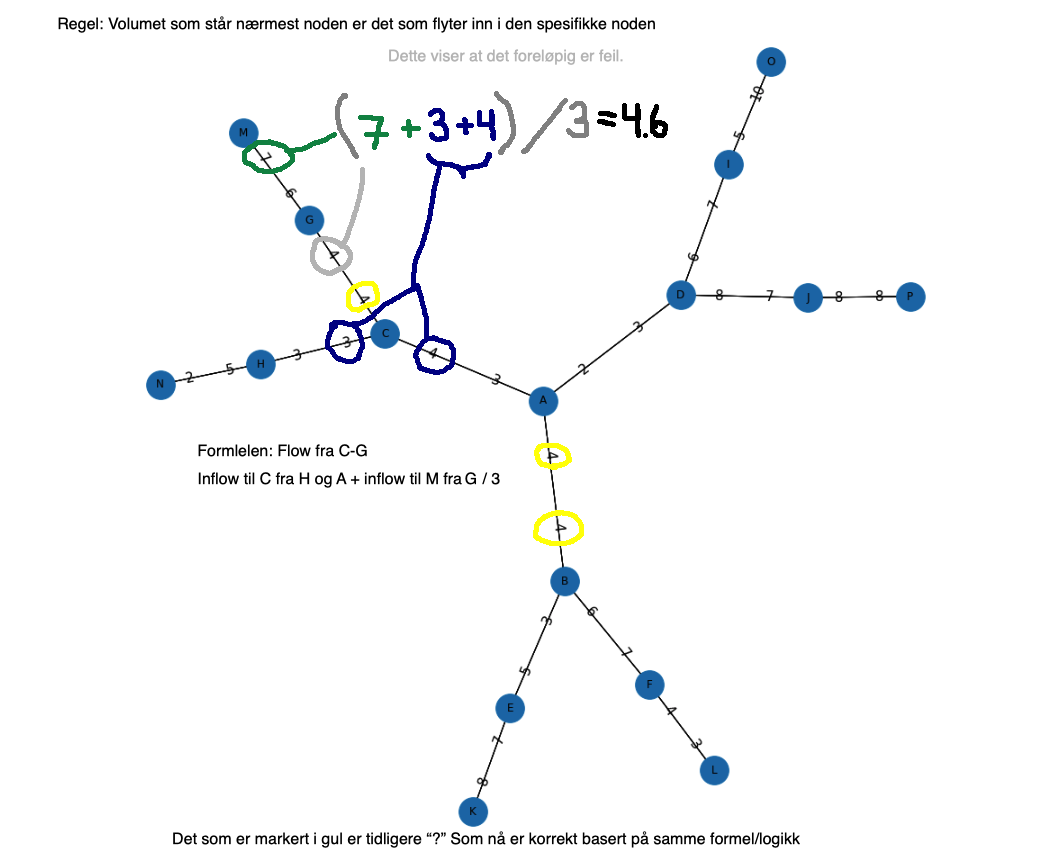 Regel: Volumet som står nærmest noden er det som flyter inn i den spesifikke noden
Dette viser at det foreløpig er feil.
O
10
5
I
7
6
M
7
6
G
4
4
(7+3+4)/3=4.6
D
8
7
J
8
8
P
3
2
C
3
3
H
5
2
N
4
3
A
4
4
Formlelen: Flow fra C-G
Inflow til C fra H og A + inflow til M fra G / 3
B
3
5
E
7
8
K
6
7
F
4
3
L
Det som er markert i gul er tidligere “?” Som nå er korrekt basert på samme formel/logikk